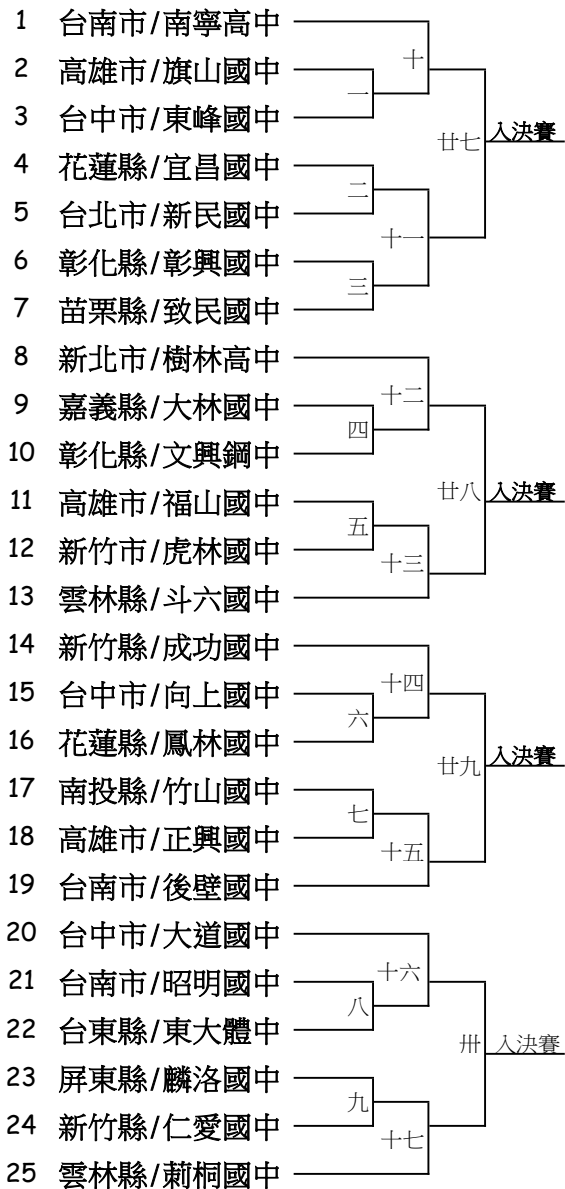 1 台南市/南寧高中
十
2 高雄市/旗山國中
一
3 台中市/東峰國中
廿七 入決賽
4 花蓮縣/宜昌國中
二
5 台北市/新民國中
十一
6 彰化縣/彰興國中
三
7 苗栗縣/致民國中
8 新北市/樹林高中
十二
9 嘉義縣/大林國中
四
10 彰化縣/文興鋼中
廿八 入決賽
11 高雄市/福山國中
五
12 新竹市/虎林國中
十三
13 雲林縣/斗六國中
14 新竹縣/成功國中
十四
15 台中市/向上國中
六
16 花蓮縣/鳳林國中
廿九 入決賽
17 南投縣/竹山國中
七
18 高雄市/正興國中
十五
19 台南市/後壁國中
20 台中市/大道國中
十六
21 台南市/昭明國中
八
22 台東縣/東大體中
卅 入決賽
23 屏東縣/麟洛國中
九
24 新竹縣/仁愛國中
十七
25 雲林縣/莿桐國中